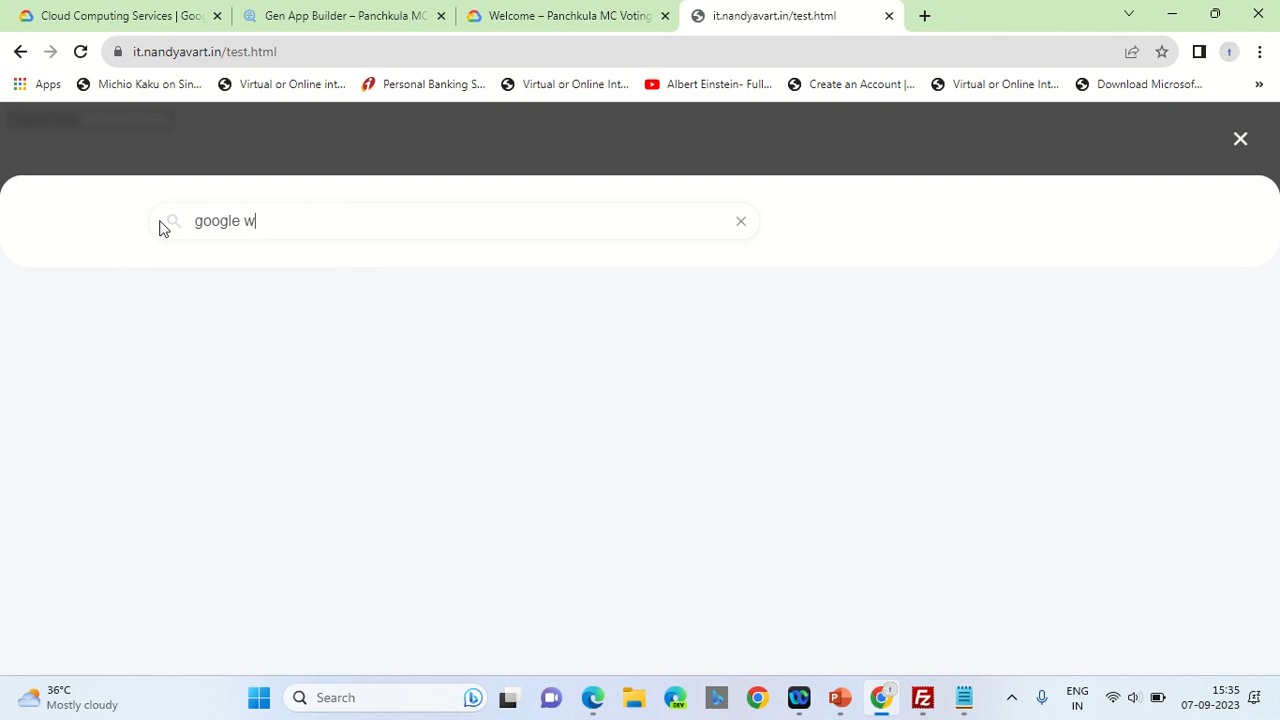 Cloud Computing Services | Goo
Gen App Builder – Panchkula MC
Welcome – Panchkula MC Voting
it.nandyavart.in/test.html
it.nandyavart.in/test.html
Apps
Michio Kaku on Sin...
Virtual or Online int...
Personal Banking S...
Virtual or Online Int...
Albert Einstein- Full...
Create an Account |...
Virtual or Online Int...
Download Microsof...
»
google w
36°C
Mostly cloudy
Search
DEV
ENG
IN
15:35
07-09-2023